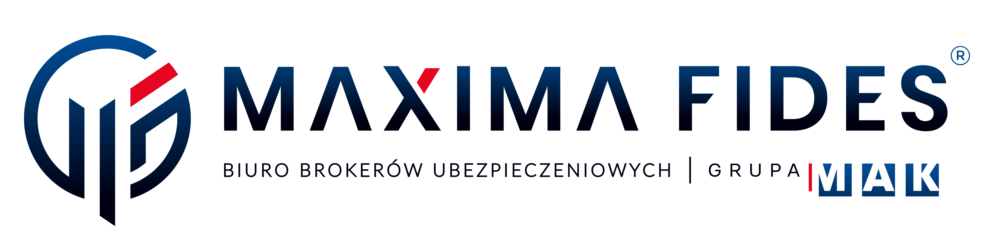 MAXIMA FIDES®
BIURO BROKERÓW UBEZPIECZENIOWYCH | GRUPA MAK